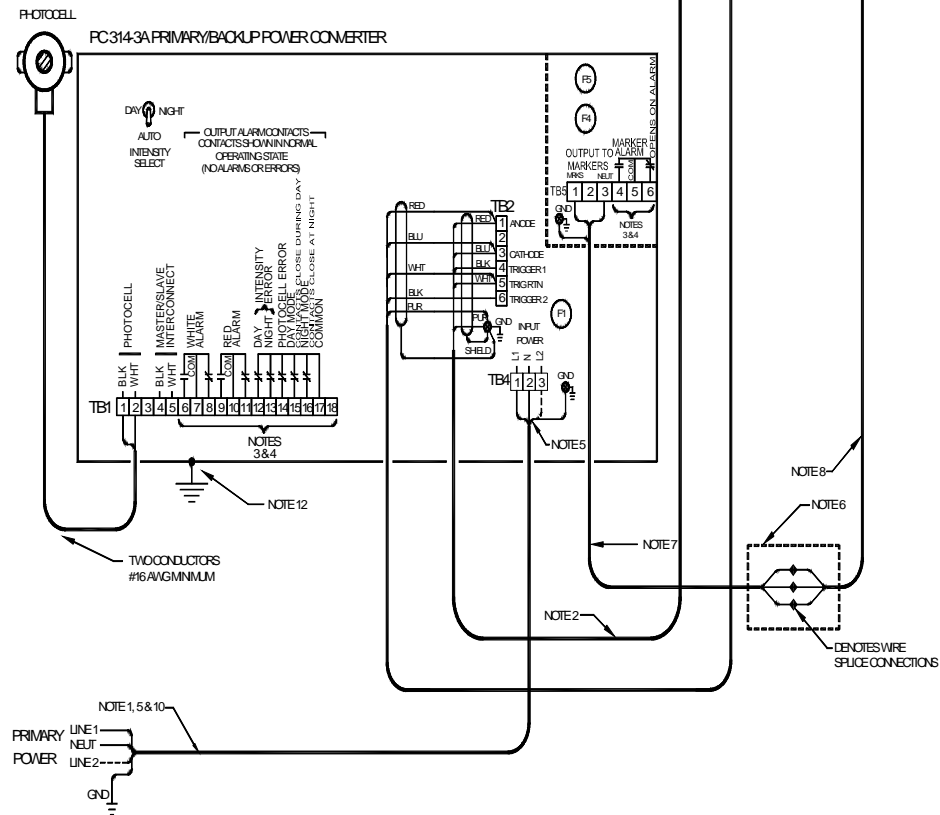 PHOTOCELL
PC 314-3A PRIMARY/BACKUP POWER CONVERTER
DAY NIGHT
AUTO
INTENSITY
SELECT
OUTPUT ALARM CONTACTS
CONTACTS SHOWN IN NORMAL
OPERATING STATE
(NO ALARMS OR ERRORS)
PHOTOCELL
MASTER/SLAVE
INTERCONNECT
WHITE
ALARM
RED
ALARM
DAY INTENSITY
NIGHT ERROR
PHOTOCELL ERROR
DAY MODE
CONTACTS CLOSE DURING DAY
NIGHT MODE
CONTACTS CLOSE AT NIGHT
COMMON
BLK
WHT
BLK
WHT
COM
COM
TB1 1 2 3 4 5 6 7 8 9 10 11 12 13 14 15 16 17 18
NOTES
3 & 4
NOTE 12
TWO CONDUCTORS
#16 AWG MINIMUM
RED
BLU
WHT
BLK
PUR
RED
BLU
BLK
WHT
PUR
GND
SHIELD
TB2
1 ANODE
2
3 CATHODE
4 TRIGGER 1
5 TRIG RTN
6 TRIGGER 2
F1
INPUT
POWER
L1 N L2
TB4 1 2 3
GND
NOTE 5
F5
F4
OUTPUT TO
MARKERS
MARKER
ALARM
OPENS ON ALARM
MRKS NEUT COM
TB5 1 2 3 4 5 6
GND
NOTES
3 & 4
NOTE 8
NOTE 6
NOTE 7
NOTE 2
DENOTES WIRE
SPLICE CONNECTIONS
NOTE 1, 5 & 10
PRIMARY
POWER
LINE 1
NEUT
LINE 2
GND